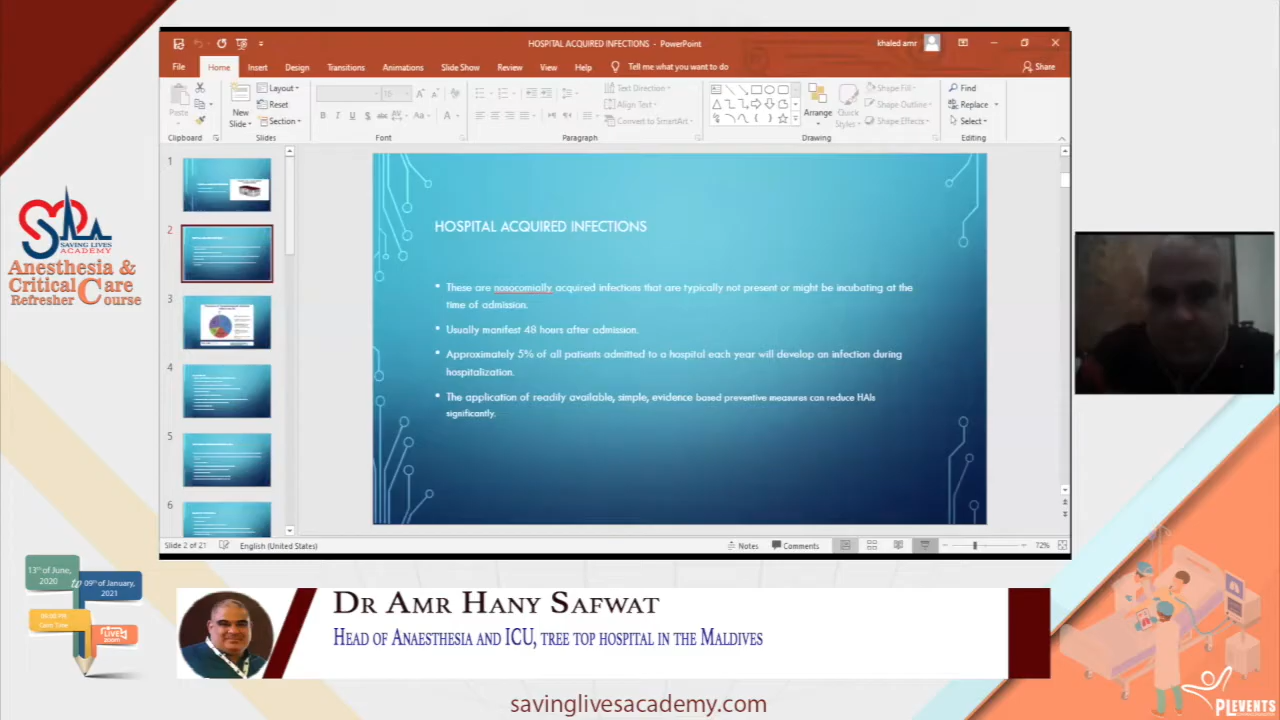 HOSPITAL ACQUIRED INFECTIONS - PowerPoint
khaled amr
File Home Insert Design Transitions Animations Slide Show Review View Help Tell me what you want to do
Share
Paste
New
Slide
Layout
Reset
Section
Text Direction
Align Text
Convert to SmartArt
Arrange
Quick
Styles
Shape Fill
Shape Outline
Shape Effects
Find
Replace
Select
Clipboard
Slides
Font
Paragraph
Drawing
Editing
1
2
3
4
5
6
HOSPITAL ACQUIRED INFECTIONS
• These are nosocomially acquired infections that are typically not present or might be incubating at the
time of admission.
• Usually manifest 48 hours after admission.
• Approximately 5% of all patients admitted to a hospital each year will develop an infection during
hospitalization.
• The application of readily available, simple, evidence based preventive measures can reduce HAIs
significantly.
Slide 2 of 21
English (United States)
Notes
Comments
72%
SAVING LIVES
ACADEMY
Anesthesia &
Critical Care
Refresher Course
13th of June,
2020
to
09th of January,
2021
LIVE
zoom
Dr Amr Hany Safwat
Head of Anaesthesia and ICU, tree top hospital in the Maldives
savinglivesacademy.com
PLEVENTS